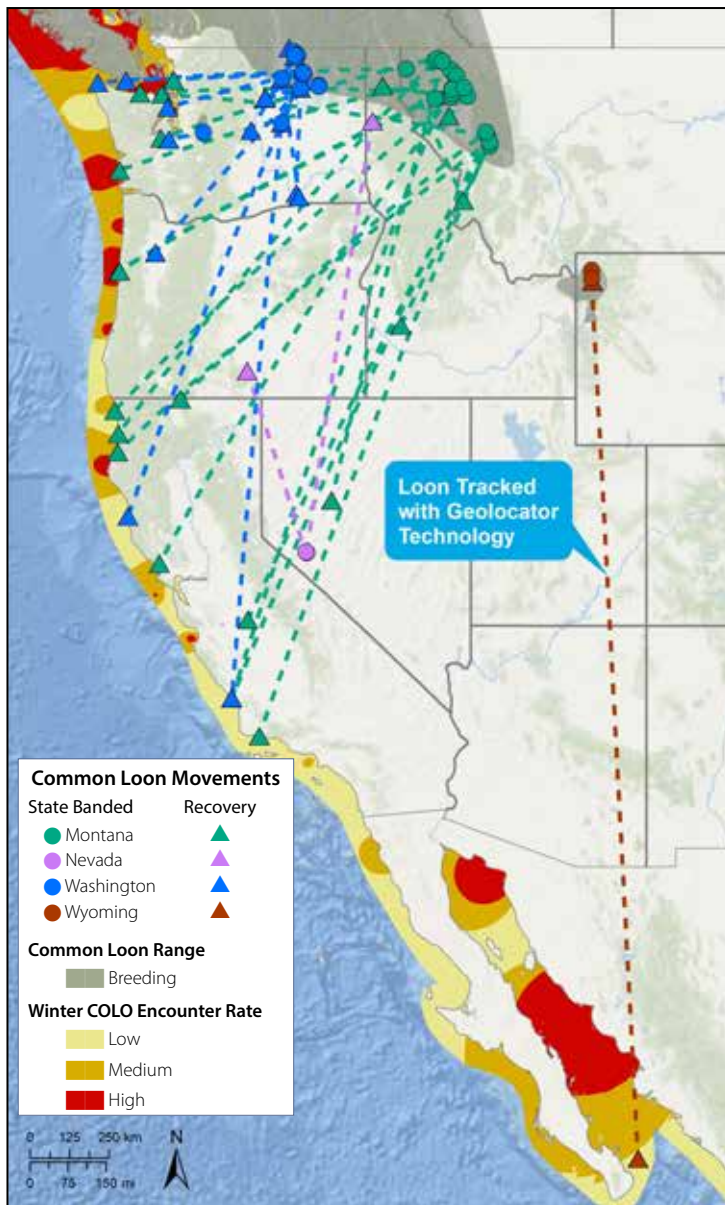 Loon Tracked
with Geolocator
Technology
Common Loon Movements
State Banded Recovery
Montana
Nevada
Washington
Wyoming
Common Loon Range
Breeding
Winter COLO Encounter Rate
Low
Medium
High
0 125 250 km
N
0 75 150 mi